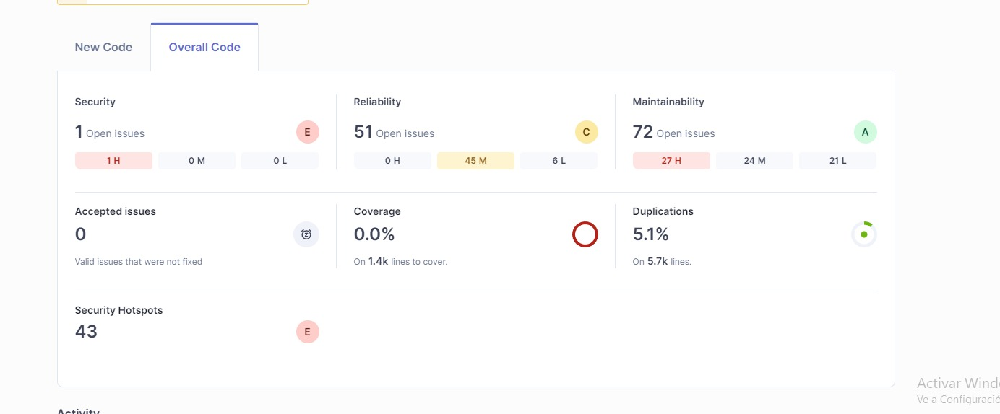 New Code Overall Code
Security Reliability Maintainability
1 Open issues E 51 Open issues C 72 Open issues A
1 H 0 M 0 L 0 H 45 M 6 L 27 H 24 M 21 L
Accepted issues Coverage Duplications
0 0.0% 5.1%
Valid issues that were not fixed On 1.4k lines to cover. On 5.7k lines.
Security Hotspots
43 E
Activar Wind
Ve a Configuració
Activity